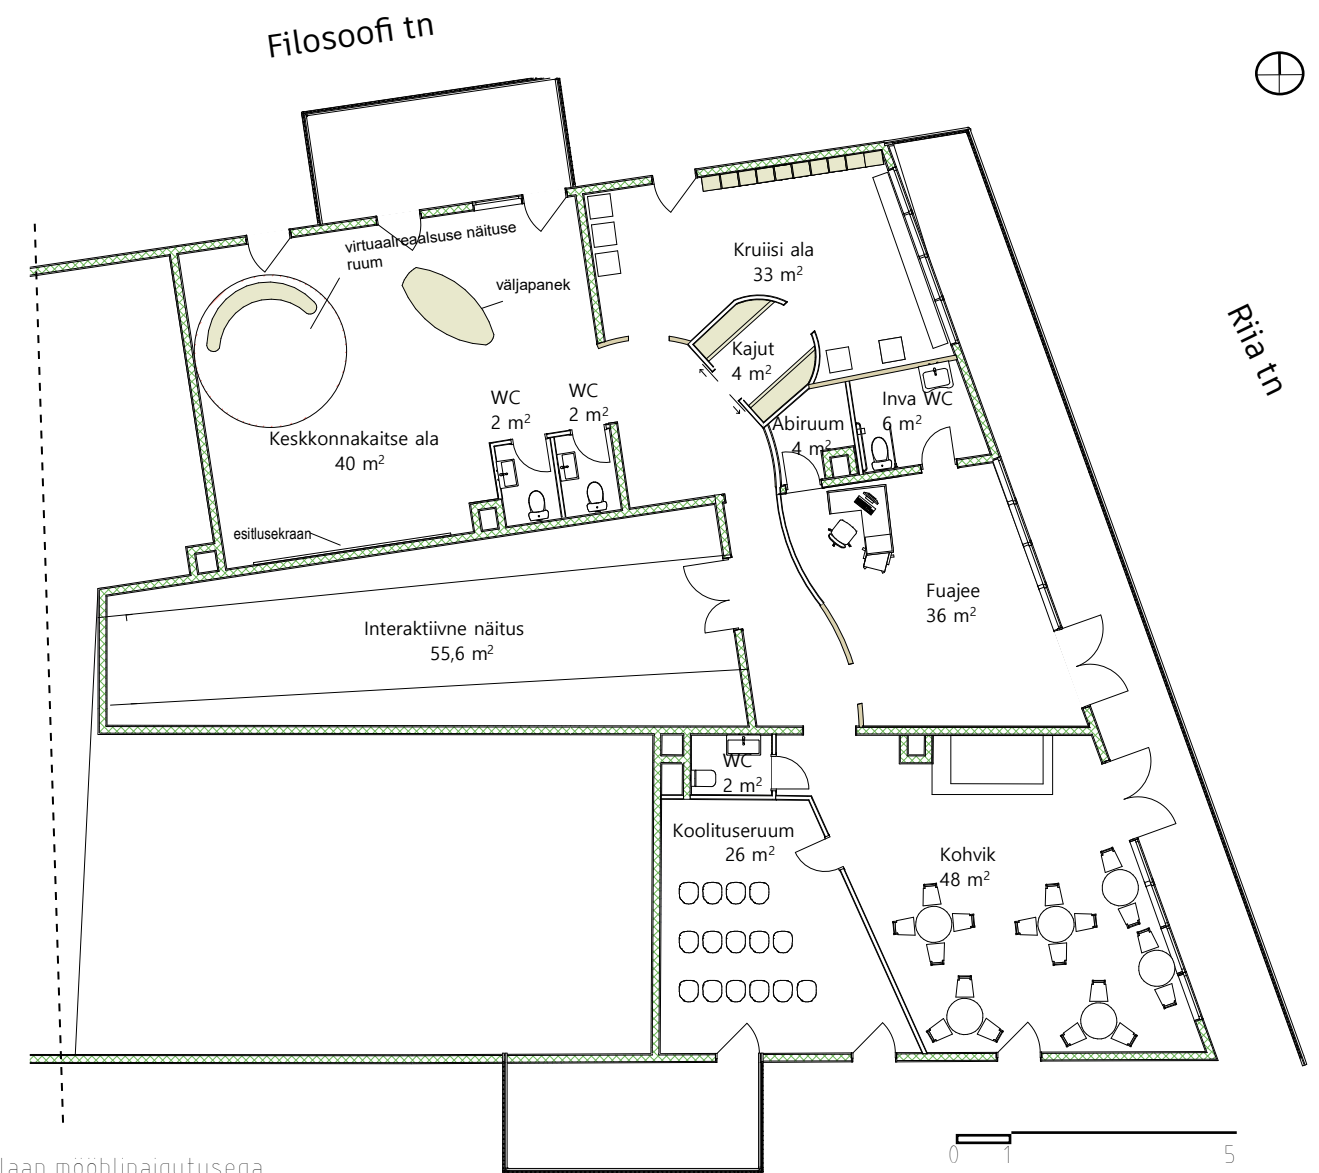 Filosoofi tn
Riia tn
virtuaalreaalsuse näituse
ruum
väljapanek
Kruiisi ala
33 m²
Kajut
4 m²
WC
2 m²
WC
2 m²
Inva WC
6 m²
Abiruum
4 m²
Keskkonnakaitse ala
40 m²
esitlusekraan
Interaktiivne näitus
55,6 m²
Fuajee
36 m²
WC
2 m²
Koolituseruum
26 m²
Kohvik
48 m²
0 1 5
mööblipaigutusega